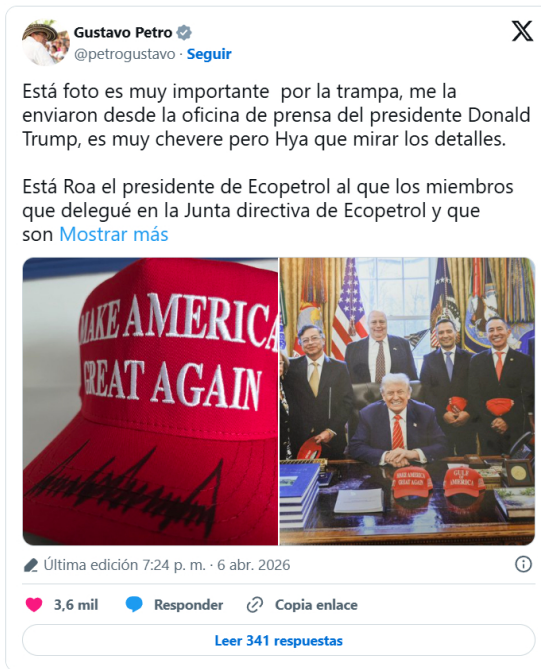 Gustavo Petro
@petrogustavo · Seguir
Está foto es muy importante  por la trampa, me la
enviaron desde la oficina de prensa del presidente Donald
Trump, es muy chevere pero Hya que mirar los detalles.
Está Roa el presidente de Ecopetrol al que los miembros
que delegué en la Junta directiva de Ecopetrol y que
son Mostrar más
MAKE AMERICA
GREAT AGAIN
MAKE AMERICA
GREAT AGAIN
GULF
OF
AMERICA
Última edición 7:24 p. m. · 6 abr. 2026
3,6 mil
Responder
Copia enlace
Leer 341 respuestas